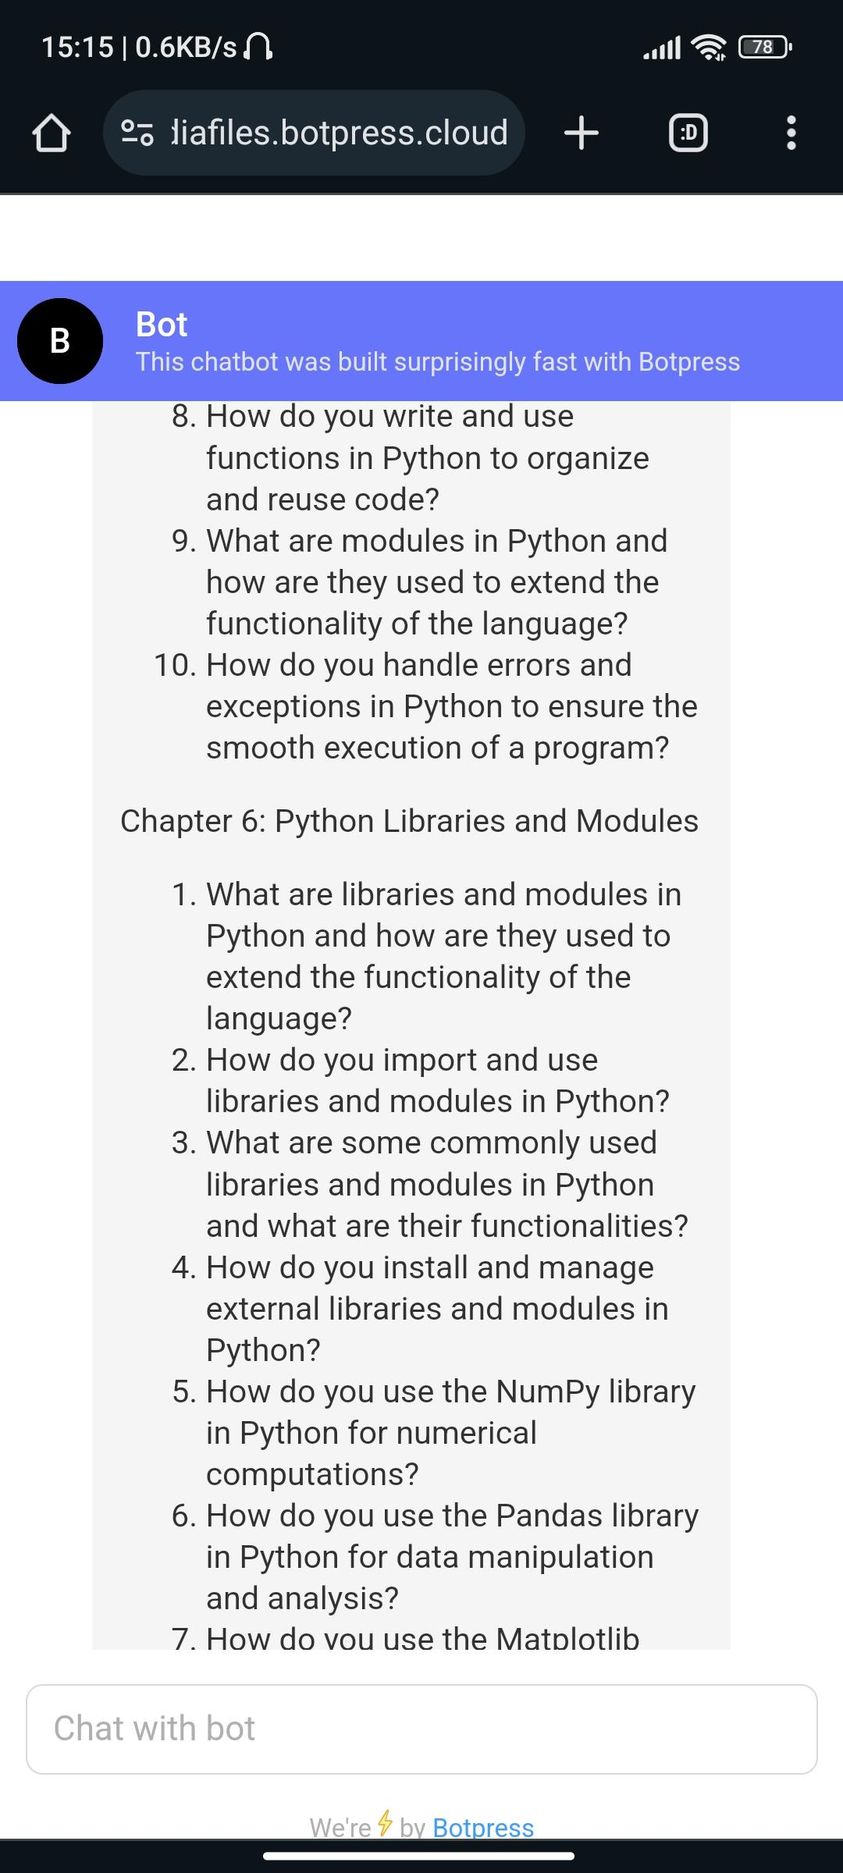 15:15 | 0.6KB/s
78
diafiles.botpress.cloud
:D
B
Bot
This chatbot was built surprisingly fast with Botpress
8. How do you write and use
functions in Python to organize
and reuse code?
9. What are modules in Python and
how are they used to extend the
functionality of the language?
10. How do you handle errors and
exceptions in Python to ensure the
smooth execution of a program?
Chapter 6: Python Libraries and Modules
1. What are libraries and modules in
Python and how are they used to
extend the functionality of the
language?
2. How do you import and use
libraries and modules in Python?
3. What are some commonly used
libraries and modules in Python
and what are their functionalities?
4. How do you install and manage
external libraries and modules in
Python?
5. How do you use the NumPy library
in Python for numerical
computations?
6. How do you use the Pandas library
in Python for data manipulation
and analysis?
7. How do you use the Matplotlib
Chat with bot
We're ⚡ by Botpress